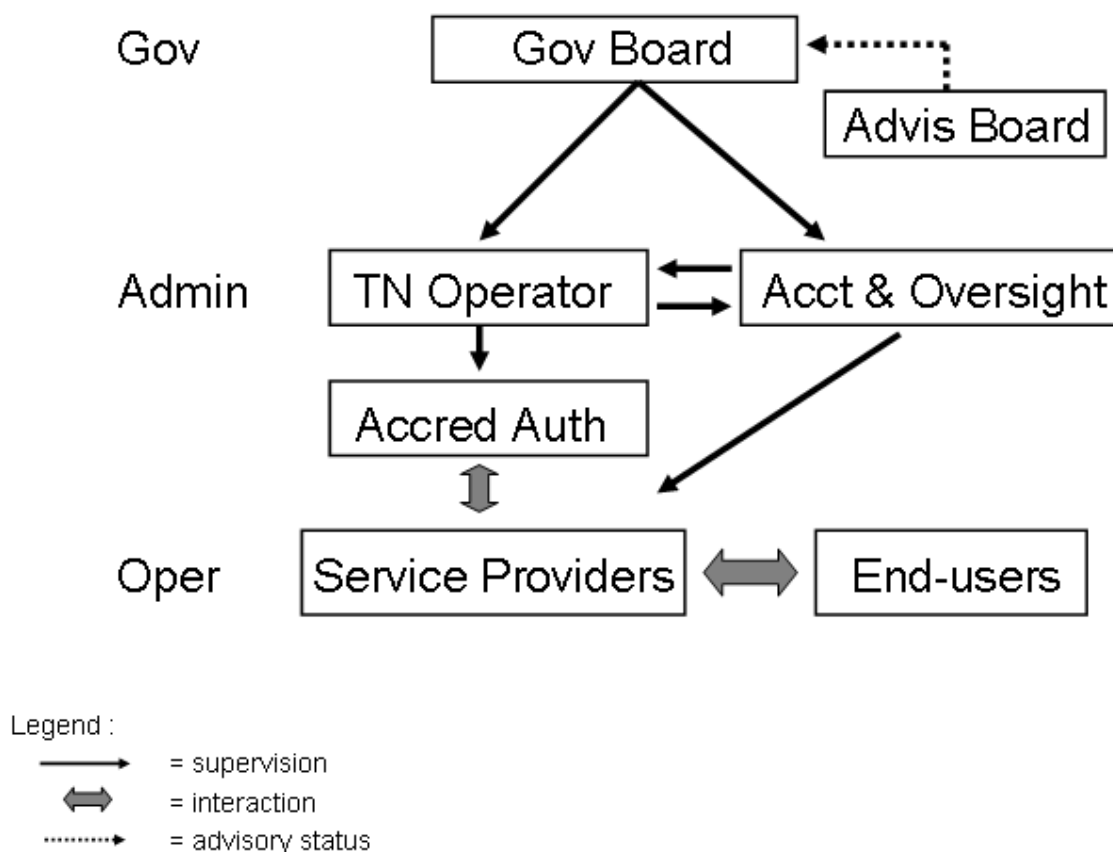 Gov
Gov Board
Advis Board
Admin
TN Operator
Acct & Oversight
Accred Auth
Oper
Service Providers
End-users
Legend :
= supervision
= interaction
= advisory status